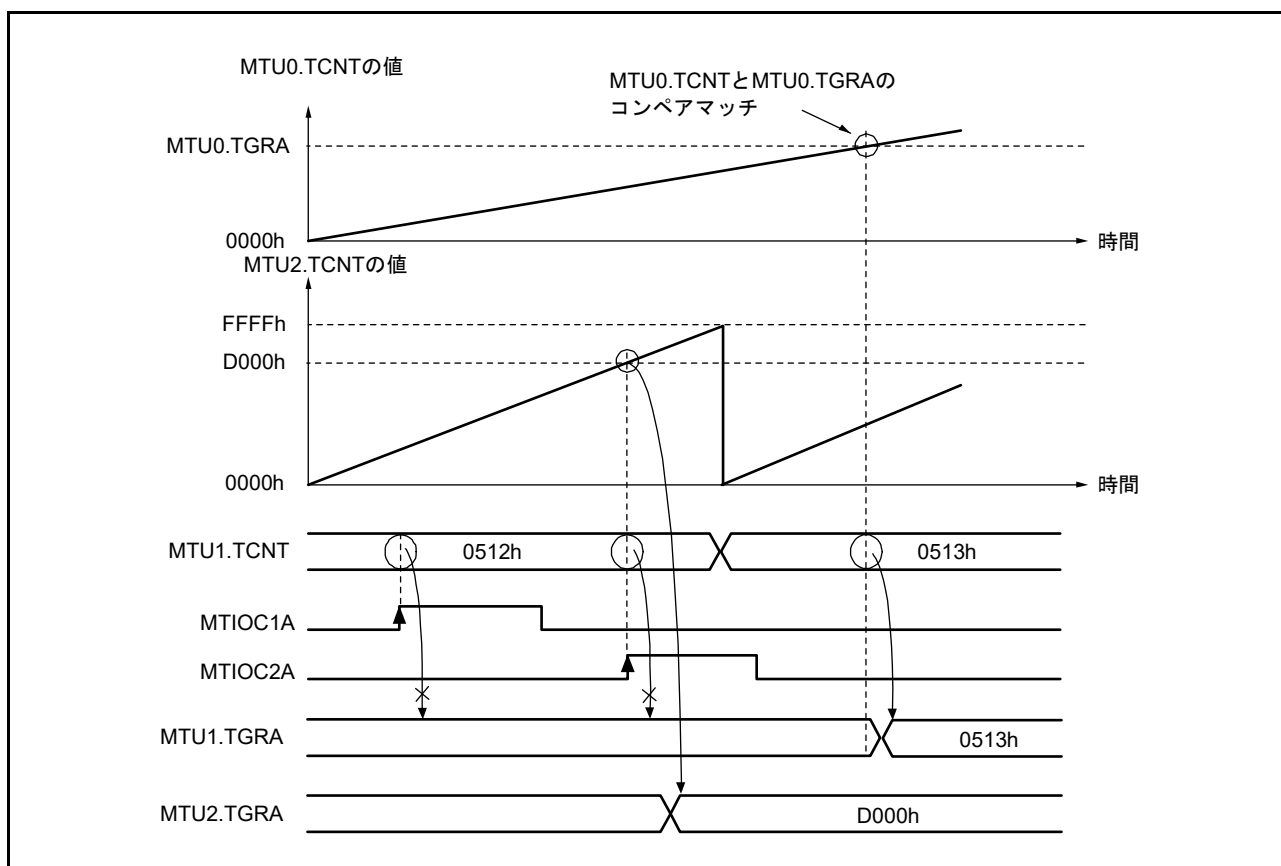 MTU0.TCNTの値
MTU0.TCNTとMTU0.TGRAの
コンペアマッチ
MTU0.TGRA
0000h
時間
MTU2.TCNTの値
FFFFh
D000h
0000h
時間
MTU1.TCNT
0512h
0513h
MTIOC1A
MTIOC2A
MTU1.TGRA
0513h
MTU2.TGRA
D000h